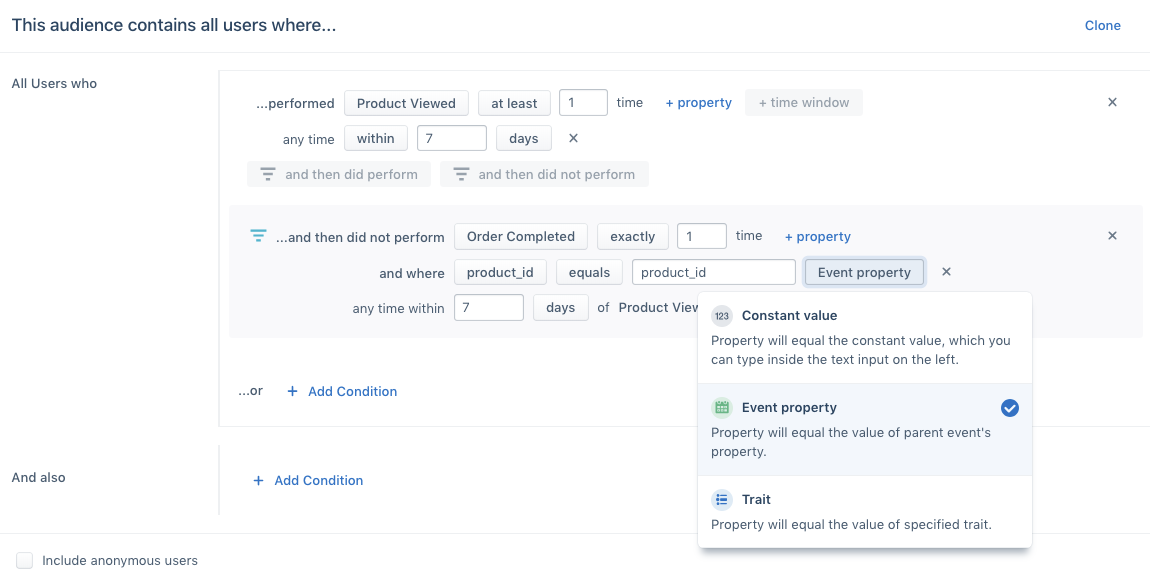 This audience contains all users where... Clone
All Users who
...performed Product Viewed at least 1 time + property + time window
any time within 7 days
and then did perform and then did not perform
...and then did not perform Order Completed exactly 1 time + property
and where product_id equals product_id Event property
any time within 7 days of Product View
123 Constant value
Property will equal the constant value, which you
can type inside the text input on the left.
Event property
Property will equal the value of parent event's
property.
Trait
Property will equal the value of specified trait.
...or + Add Condition
And also + Add Condition
Include anonymous users